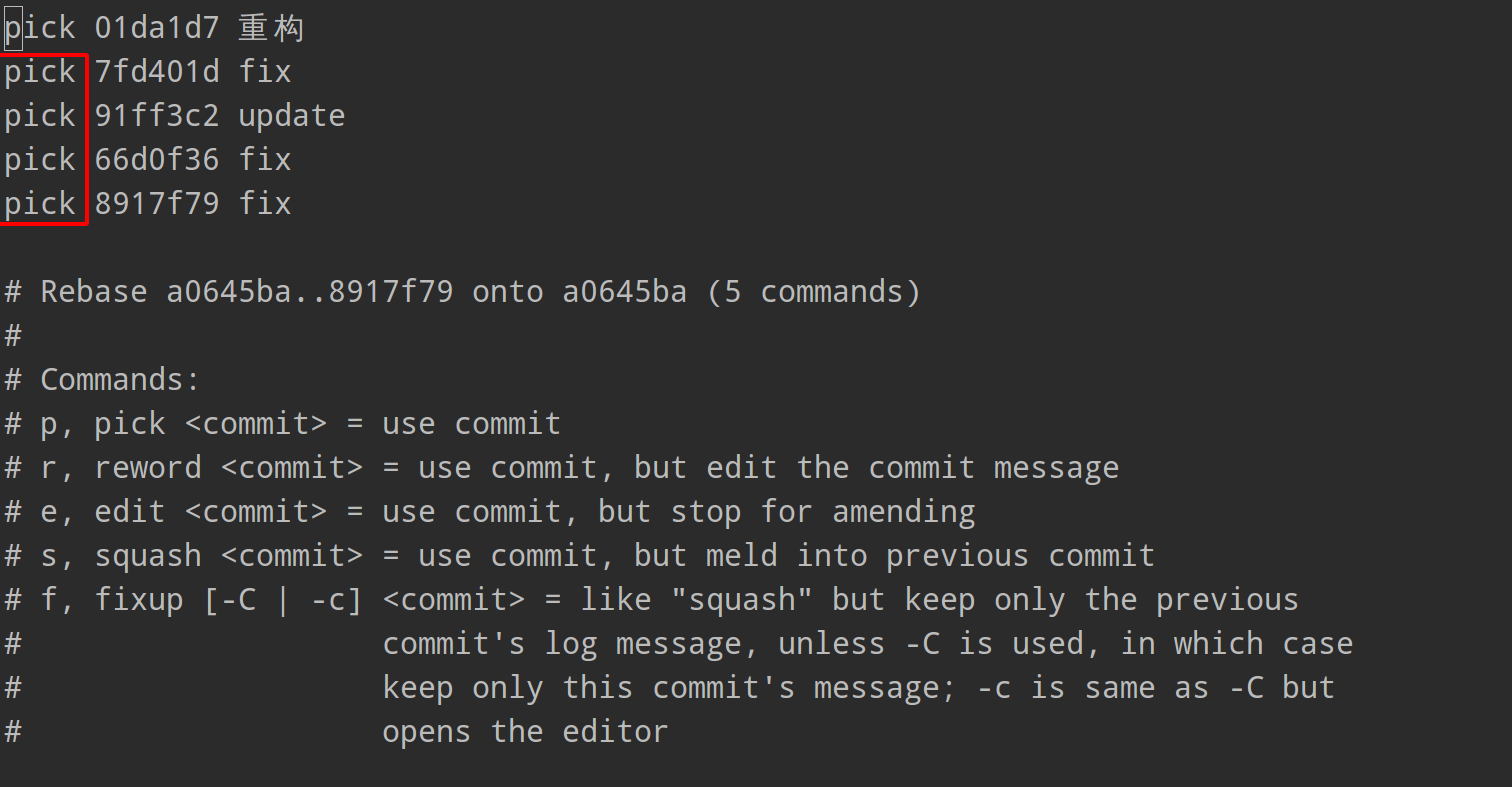 pick 01da1d7 重构
pick 7fd401d fix
pick 91ff3c2 update
pick 66d0f36 fix
pick 8917f79 fix
# Rebase a0645ba..8917f79 onto a0645ba (5 commands)
#
# Commands:
# p, pick <commit> = use commit
# r, reword <commit> = use commit, but edit the commit message
# e, edit <commit> = use commit, but stop for amending
# s, squash <commit> = use commit, but meld into previous commit
# f, fixup [-C | -c] <commit> = like "squash" but keep only the previous
#                    commit's log message, unless -C is used, in which case
#                    keep only this commit's message; -c is same as -C but
#                    opens the editor